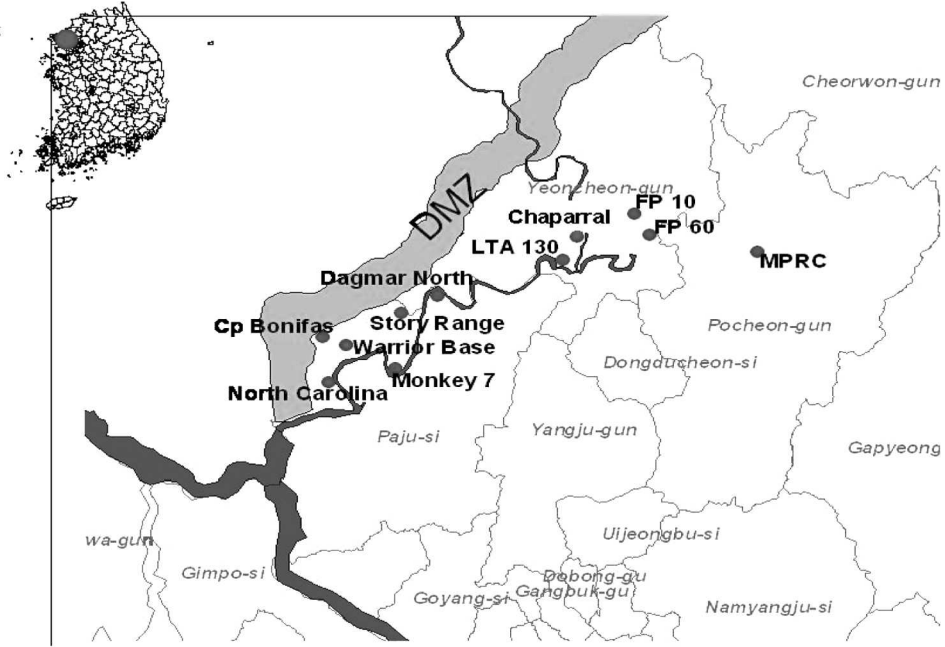 Cheorwon-gun
Yeoncheon-gun
DMZ
FP 10
Chaparral
FP 60
LTA 130
MPRC
Dagmar North
Cp Bonifas
Story Range
Pocheon-gun
Warrior Base
Dongducheon-si
Monkey 7
North Carolina
Paju-si
Yangju-gun
Gapyeong
Uijeongbu-si
wa-gun
Gimpo-si
Dobong-gu
Gangbuk-gu
Goyang-si
Namyangju-si